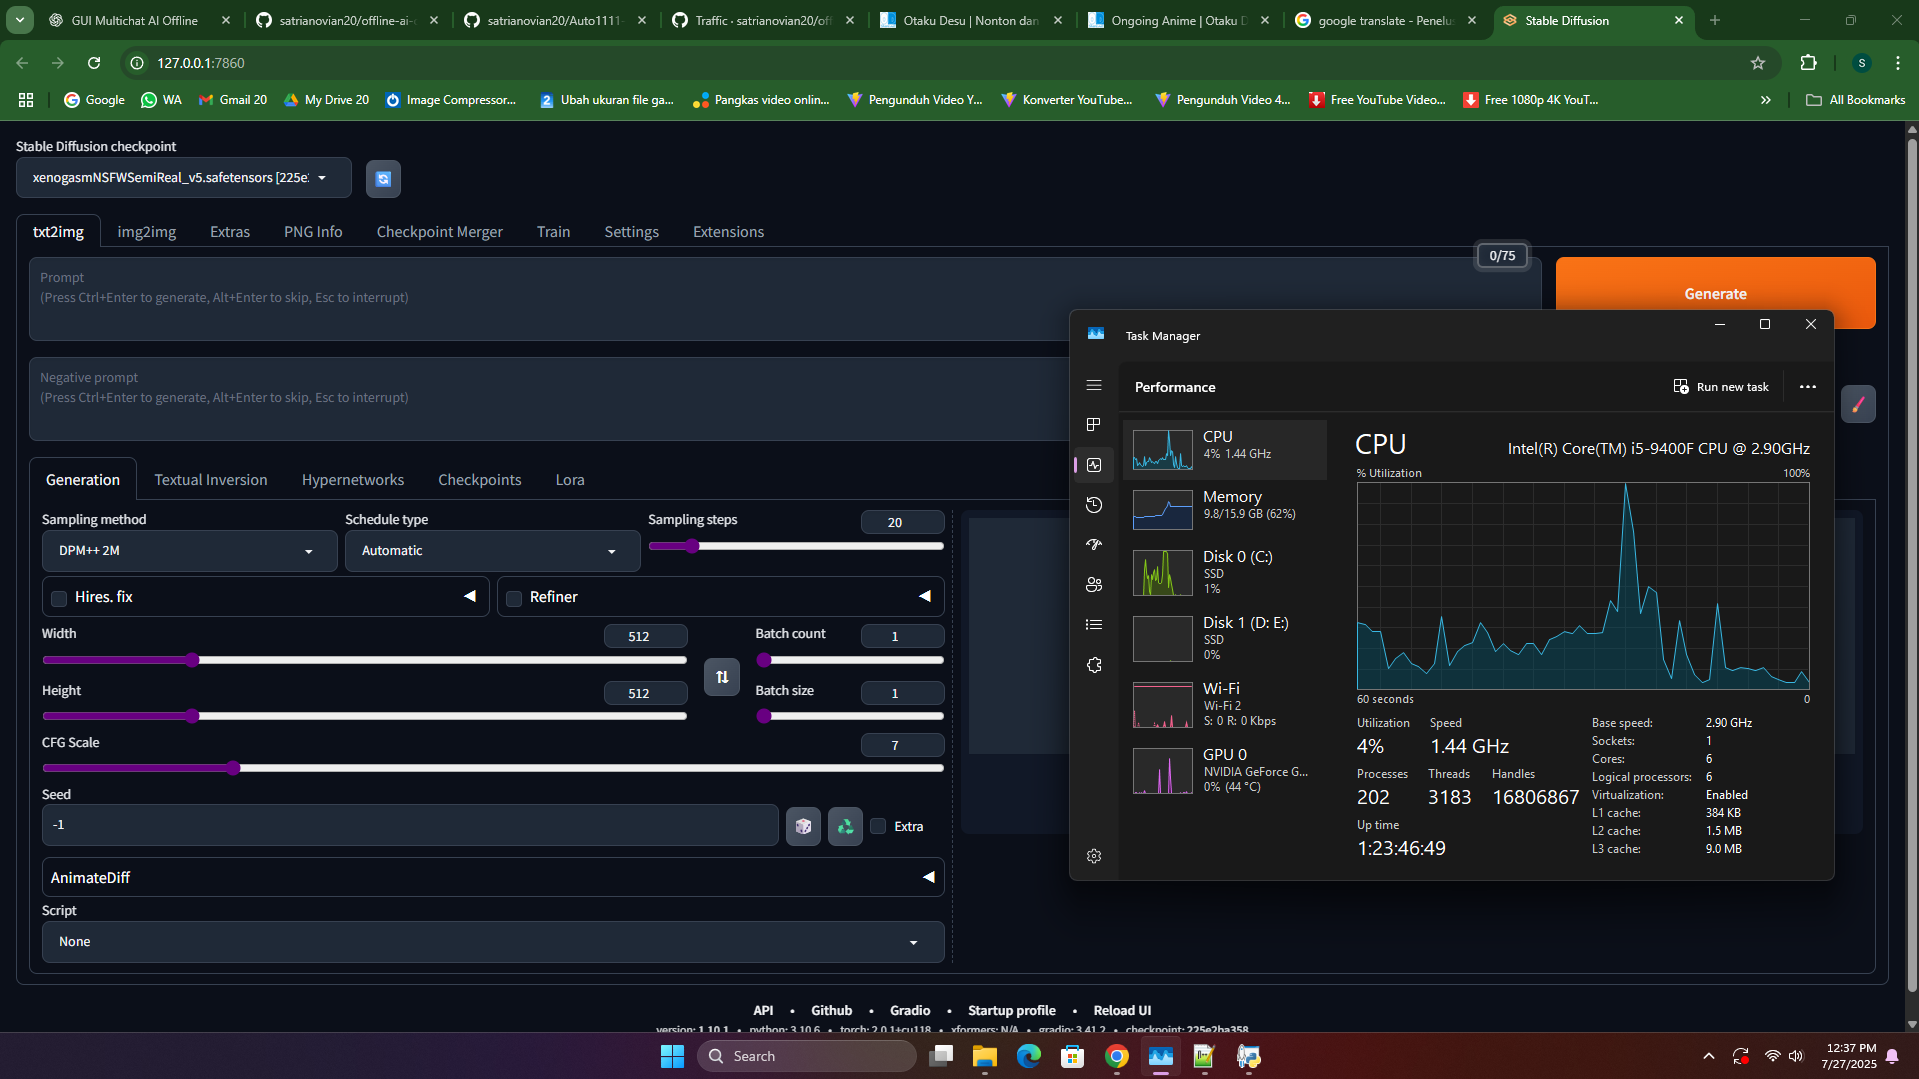 GUI Multichat AI Offline
satrianovian20/offline-ai-
satrianovian20/Auto1111-
Traffic · satrianovian20/off
Otaku Desu | Nonton dan
Ongoing Anime | Otaku D
google translate - Penelu
Stable Diffusion
127.0.0.1:7860
S
Google
WA
Gmail 20
My Drive 20
Image Compressor...
Ubah ukuran file ga...
Pangkas video onlin...
Pengunduh Video Y...
Konverter YouTube...
Pengunduh Video 4...
Free YouTube Video...
Free 1080p 4K YouT...
All Bookmarks
Stable Diffusion checkpoint
xenogasmNSFWSemiReal_v5.safetensors [225e2
txt2img
img2img
Extras
PNG Info
Checkpoint Merger
Train
Settings
Extensions
0/75
Prompt
(Press Ctrl+Enter to generate, Alt+Enter to skip, Esc to interrupt)
Generate
Negative prompt
(Press Ctrl+Enter to generate, Alt+Enter to skip, Esc to interrupt)
Generation
Textual Inversion
Hypernetworks
Checkpoints
Lora
Sampling method
DPM++ 2M
Schedule type
Automatic
Sampling steps
20
Hires. fix
Refiner
Width
512
Batch count
1
Height
512
Batch size
1
CFG Scale
7
Seed
-1
Extra
AnimateDiff
Script
None
Task Manager
Performance
Run new task
CPU
4% 1.44 GHz
Memory
9.8/15.9 GB (62%)
Disk 0 (C:)
SSD
1%
Disk 1 (D: E:)
SSD
0%
Wi-Fi
Wi-Fi 2
S: 0 R: 0 Kbps
GPU 0
NVIDIA GeForce G...
0% (44 °C)
CPU
Intel(R) Core(TM) i5-9400F CPU @ 2.90GHz
% Utilization
100%
60 seconds
0
Utilization
4%
Speed
1.44 GHz
Processes
202
Threads
3183
Handles
16806867
Up time
1:23:46:49
Base speed: 2.90 GHz
Sockets: 1
Cores: 6
Logical processors: 6
Virtualization: Enabled
L1 cache: 384 KB
L2 cache: 1.5 MB
L3 cache: 9.0 MB
API • Github • Gradio • Startup profile • Reload UI
version: 1.10.1 • python: 3.10.6 • torch: 2.0.1+cu118 • xformers: N/A • gradio: 3.41.2 • checkpoint: 225e2ba358
Search
12:37 PM
7/27/2025